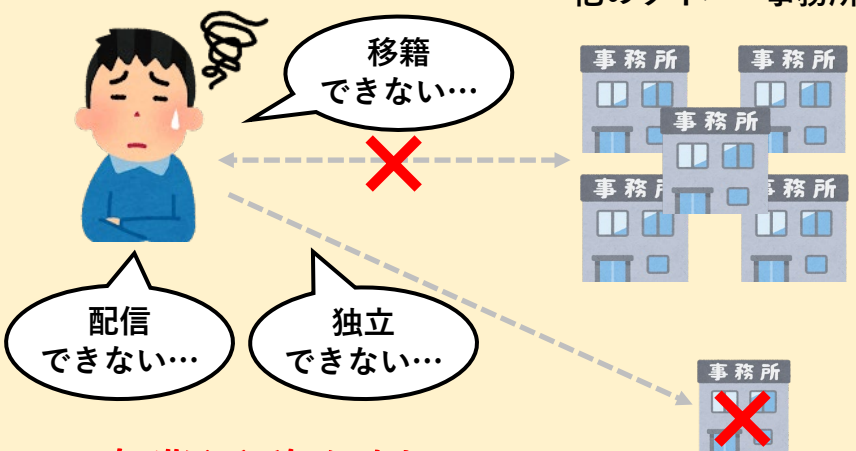 移籍
できない…
事務所
事務所
事務所
事務所
務所
配信
できない…
独立
できない…
事務所